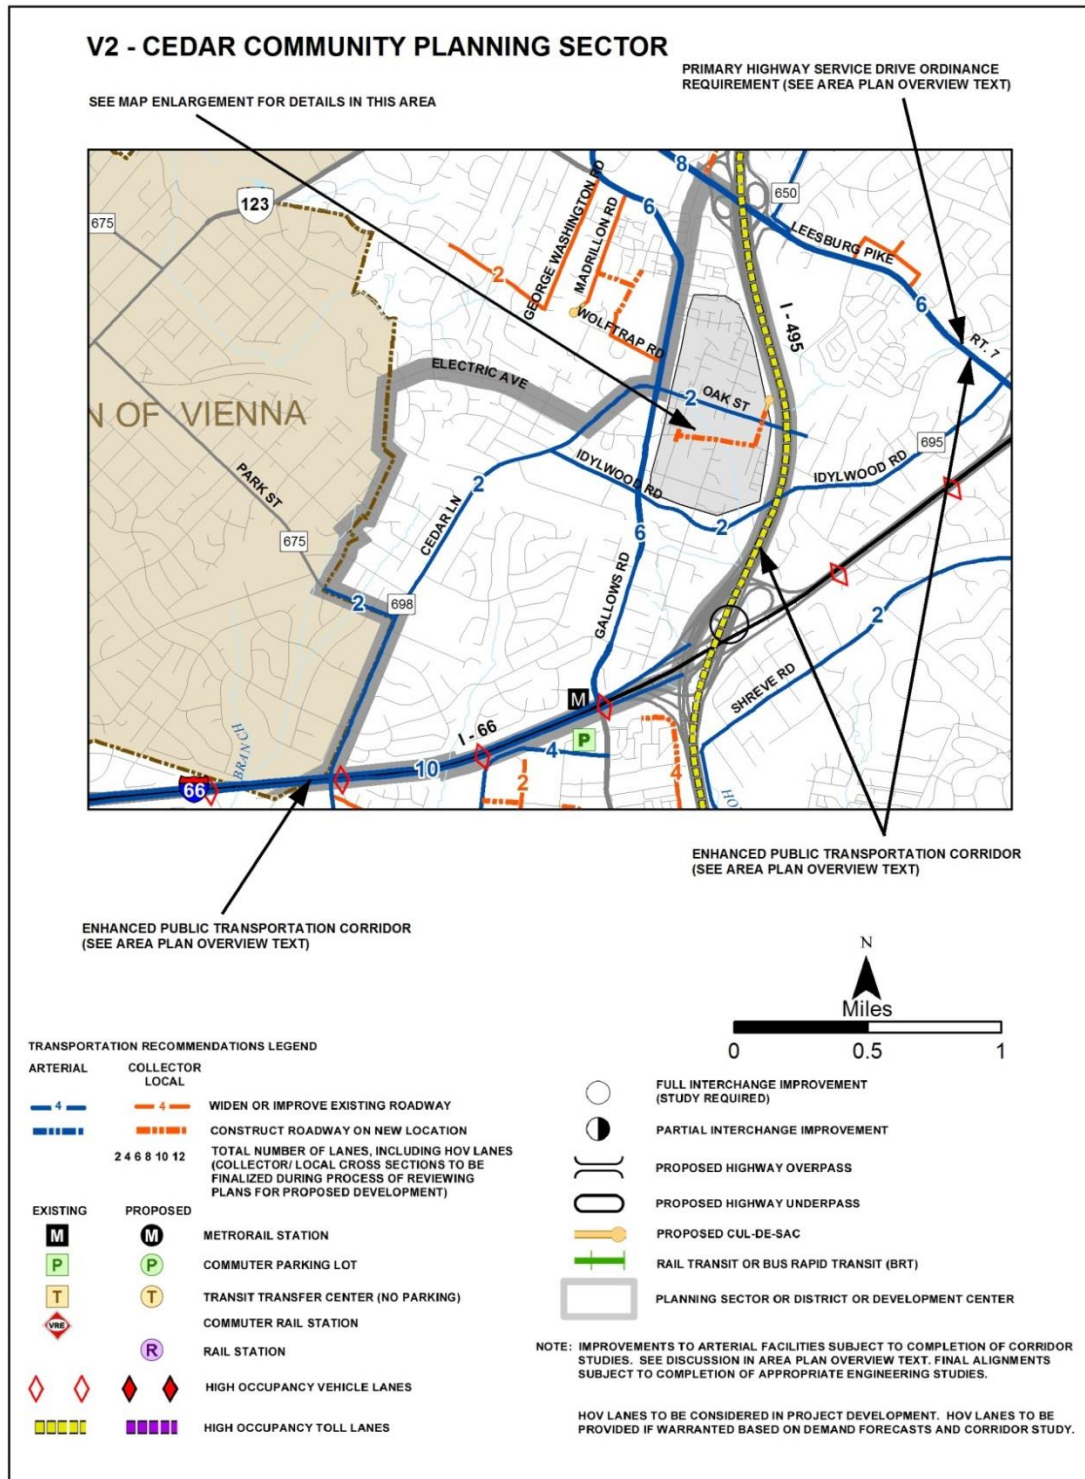 V2 - CEDAR COMMUNITY PLANNING SECTOR
PRIMARY HIGHWAY SERVICE DRIVE ORDINANCE
REQUIREMENT (SEE AREA PLAN OVERVIEW TEXT)
SEE MAP ENLARGEMENT FOR DETAILS IN THIS AREA
8
650
123
675
GEORGE WASHINGTON RD
MADRILLON RD
6
LEESBURG PIKE
2
6
WOLFTRAP RD
I - 495
RT. 7
ELECTRIC AVE
2
OAK ST
N OF VIENNA
695
IDYLWOOD RD
IDYLWOOD RD
PARK ST
2
CEDAR LN
2
6
675
GALLOWS RD
2
698
2
SHREVE RD
M
I - 66
P
4
BRANCH
10
2
4
66
HO
ENHANCED PUBLIC TRANSPORTATION CORRIDOR
(SEE AREA PLAN OVERVIEW TEXT)
ENHANCED PUBLIC TRANSPORTATION CORRIDOR
(SEE AREA PLAN OVERVIEW TEXT)
N
Miles
0 0.5 1
TRANSPORTATION RECOMMENDATIONS LEGEND
ARTERIAL COLLECTOR
LOCAL
4 4 WIDEN OR IMPROVE EXISTING ROADWAY
CONSTRUCT ROADWAY ON NEW LOCATION
2 4 6 8 10 12 TOTAL NUMBER OF LANES, INCLUDING HOV LANES
(COLLECTOR/ LOCAL CROSS SECTIONS TO BE
FINALIZED DURING PROCESS OF REVIEWING
PLANS FOR PROPOSED DEVELOPMENT)
EXISTING PROPOSED
M M METRORAIL STATION
P P COMMUTER PARKING LOT
T T TRANSIT TRANSFER CENTER (NO PARKING)
VRE COMMUTER RAIL STATION
R RAIL STATION
HIGH OCCUPANCY VEHICLE LANES
HIGH OCCUPANCY TOLL LANES
FULL INTERCHANGE IMPROVEMENT
(STUDY REQUIRED)
PARTIAL INTERCHANGE IMPROVEMENT
PROPOSED HIGHWAY OVERPASS
PROPOSED HIGHWAY UNDERPASS
PROPOSED CUL-DE-SAC
RAIL TRANSIT OR BUS RAPID TRANSIT (BRT)
PLANNING SECTOR OR DISTRICT OR DEVELOPMENT CENTER
NOTE: IMPROVEMENTS TO ARTERIAL FACILITIES SUBJECT TO COMPLETION OF CORRIDOR
STUDIES. SEE DISCUSSION IN AREA PLAN OVERVIEW TEXT. FINAL ALIGNMENTS
SUBJECT TO COMPLETION OF APPROPRIATE ENGINEERING STUDIES.
HOV LANES TO BE CONSIDERED IN PROJECT DEVELOPMENT. HOV LANES TO BE
PROVIDED IF WARRANTED BASED ON DEMAND FORECASTS AND CORRIDOR STUDY.